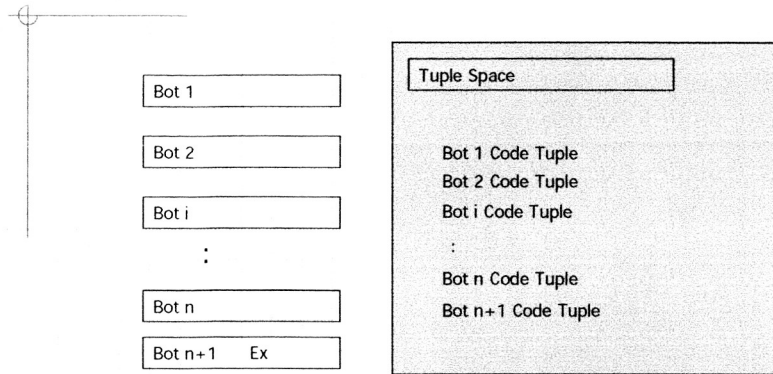 Bot 1
Bot 2
Bot i
:
Bot n
Bot n+1 Ex
Tuple Space
Bot 1 Code Tuple
Bot 2 Code Tuple
Bot i Code Tuple
:
Bot n Code Tuple
Bot n+1 Code Tuple